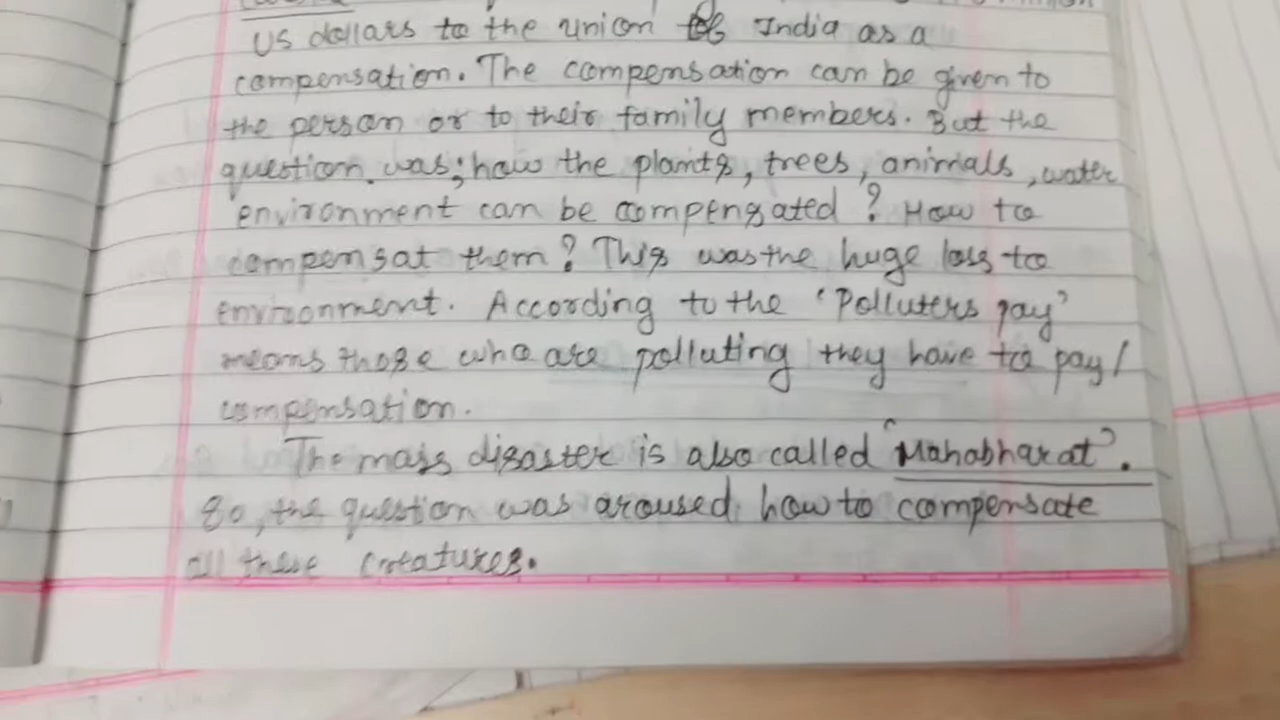 US dollars to the union of India as a
compensation. The compensation can be given to
the person or to their family members. But the
question was; how the plants, trees, animals, water
environment can be compensated? How to
compensat them? This was the huge loss to
environment. According to the 'Polluters pay'
means those who are polluting they have to pay/
compensation.
The mass disaster is also called "Mahabharat".
So, the question was aroused how to compensate
all these creatures.